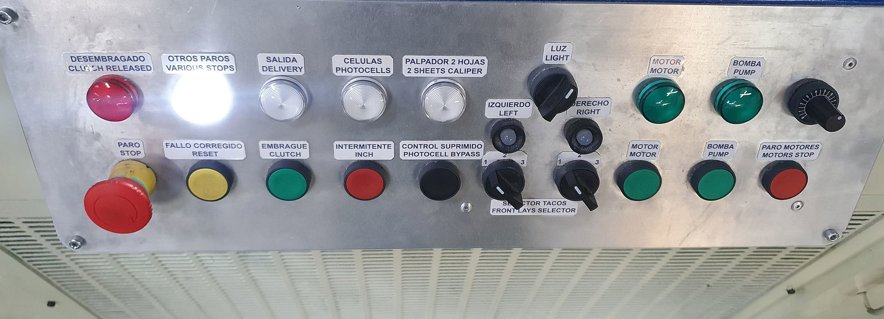 DESEMBRAGADO
CLUTCH RELEASED
OTROS PAROS
VARIOUS STOPS
SALIDA
DELIVERY
CELULAS
PHOTOCELLS
PALPADOR 2 HOJAS
2 SHEETS CALIPER
LUZ
LIGHT
MOTOR
MOTOR
BOMBA
PUMP
IZQUIERDO
LEFT
DERECHO
RIGHT
PARO
STOP
FALLO CORREGIDO
RESET
EMBRAGUE
CLUTCH
INTERMITENTE
INCH
CONTROL SUPRIMIDO
PHOTOCELL BYPASS
1 2 3
1 2 3
MOTOR
MOTOR
BOMBA
PUMP
PARO MOTORES
MOTORS STOP
SELECTOR TACOS
FRONT LAYS SELECTOR